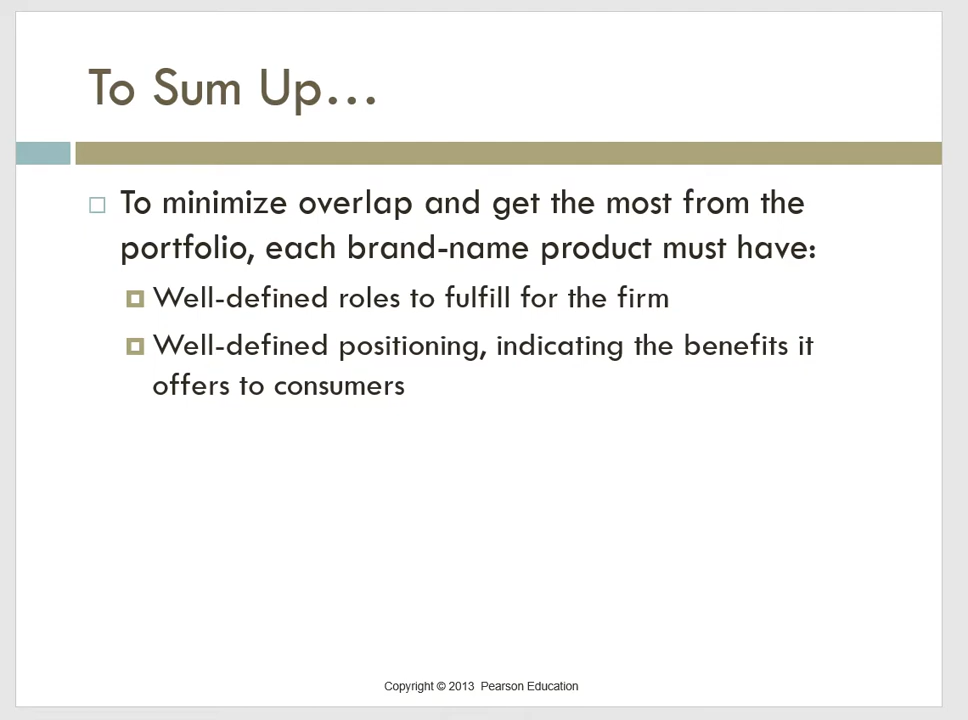 To Sum Up...
To minimize overlap and get the most from the
portfolio, each brand-name product must have:
Well-defined roles to fulfill for the firm
Well-defined positioning, indicating the benefits it
offers to consumers
Copyright © 2013 Pearson Education